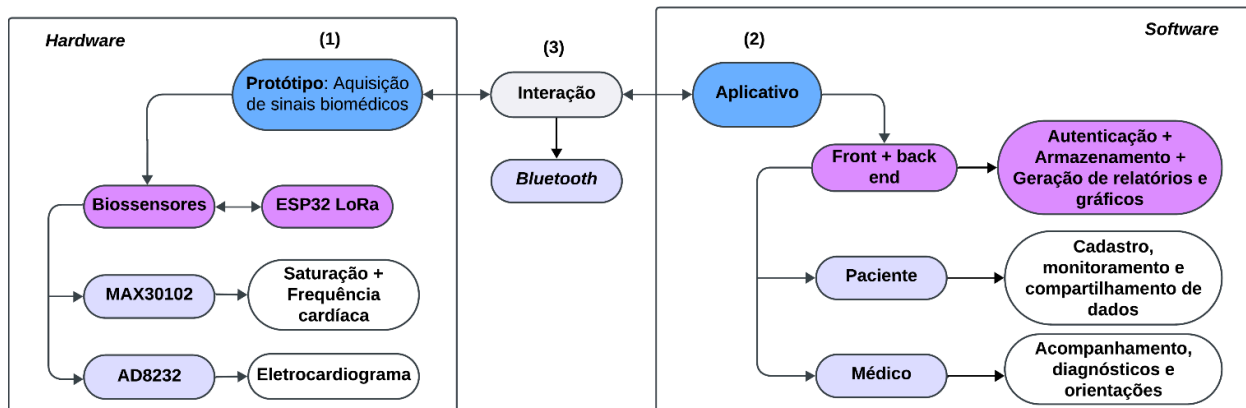 Hardware
(1)
Protótipo: Aquisição
de sinais biomédicos
Biossensores
ESP32 LoRa
MAX30102
Saturação +
Frequência
cardíaca
AD8232
Eletrocardiograma
(3)
Interação
Bluetooth
Software
(2)
Aplicativo
Front + back
end
Autenticação +
Armazenamento +
Geração de relatórios e
gráficos
Paciente
Cadastro,
monitoramento e
compartilhamento de
dados
Médico
Acompanhamento,
diagnósticos e
orientações